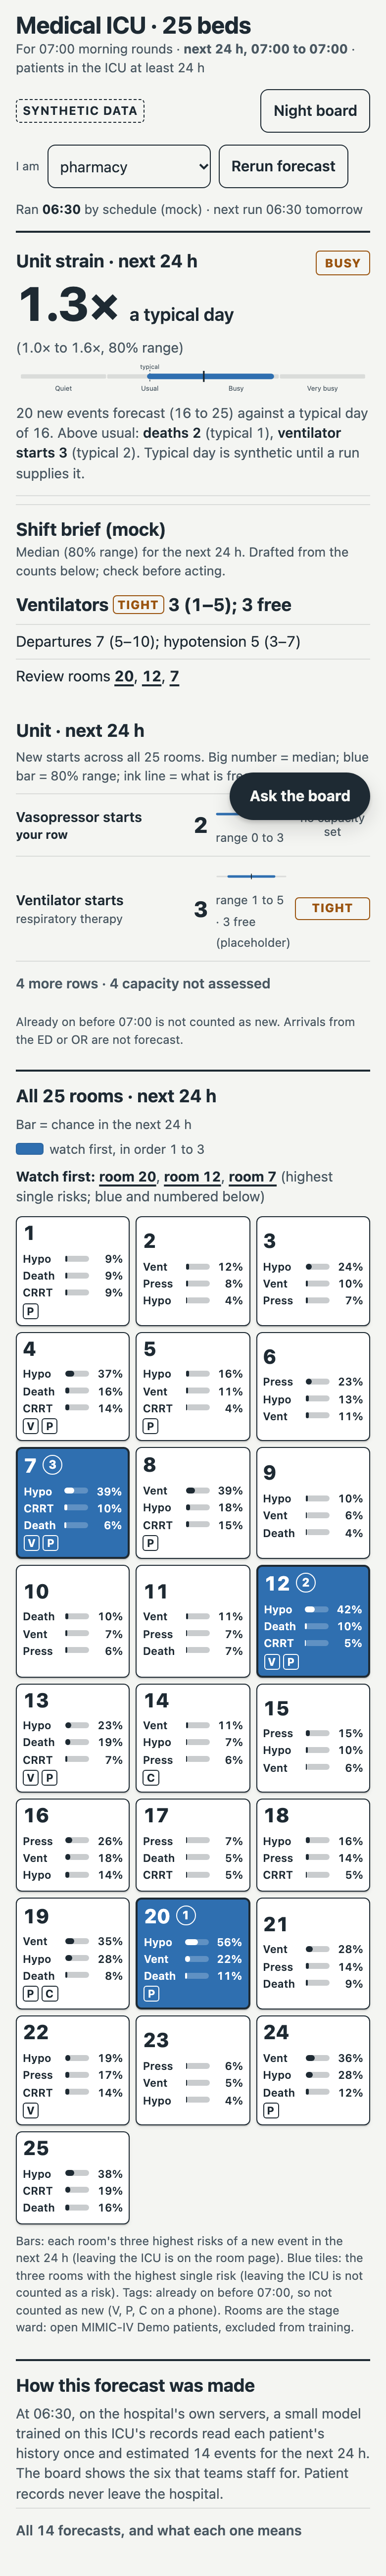 Medical ICU · 25 beds
For 07:00 morning rounds · next 24 h, 07:00 to 07:00 ·
patients in the ICU at least 24 h
SYNTHETIC DATA
Night board
I am
pharmacy
Rerun forecast
Ran 06:30 by schedule (mock) · next run 06:30 tomorrow
Unit strain · next 24 h
BUSY
1.3× a typical day
(1.0× to 1.6×, 80% range)
typical
Quiet
Usual
Busy
Very busy
20 new events forecast (16 to 25) against a typical day
of 16. Above usual: deaths 2 (typical 1), ventilator
starts 3 (typical 2). Typical day is synthetic until a run
supplies it.
Shift brief (mock)
Median (80% range) for the next 24 h. Drafted from the
counts below; check before acting.
Ventilators TIGHT 3 (1–5); 3 free
Departures 7 (5–10); hypotension 5 (3–7)
Review rooms 20, 12, 7
Unit · next 24 h
New starts across all 25 rooms. Big number = median; blue
bar = 80% range; ink line = what is
Ask the board
Vasopressor starts
your row
2
range 0 to 3
capacity
set
Ventilator starts
respiratory therapy
3
range 1 to 5
· 3 free
(placeholder)
TIGHT
4 more rows · 4 capacity not assessed
Already on before 07:00 is not counted as new. Arrivals from
the ED or OR are not forecast.
All 25 rooms · next 24 h
Bar = chance in the next 24 h
watch first, in order 1 to 3
Watch first: room 20, room 12, room 7 (highest
single risks; blue and numbered below)
1
Hypo 9%
Death 9%
CRRT 9%
P
2
Vent 12%
Press 8%
Hypo 4%
3
Hypo 24%
Vent 10%
Press 7%
4
Hypo 37%
Death 16%
CRRT 14%
V P
5
Hypo 16%
Vent 11%
CRRT 4%
P
6
Press 23%
Hypo 13%
Vent 11%
7 3
Hypo 39%
CRRT 10%
Death 6%
V P
8
Vent 39%
Hypo 18%
CRRT 15%
P
9
Hypo 10%
Vent 6%
Death 4%
10
Death 10%
Vent 7%
Press 6%
11
Vent 11%
Press 7%
Death 7%
12 2
Hypo 42%
Death 10%
CRRT 5%
V P
13
Hypo 23%
Death 19%
CRRT 7%
V P
14
Vent 11%
Hypo 7%
Press 6%
C
15
Press 15%
Hypo 10%
Vent 6%
16
Press 26%
Vent 18%
Hypo 14%
17
Press 7%
Death 5%
CRRT 5%
18
Hypo 16%
Press 14%
CRRT 5%
19
Vent 35%
Hypo 28%
Death 8%
P C
20 1
Hypo 56%
Vent 22%
Death 11%
P
21
Vent 28%
Press 14%
Death 9%
22
Hypo 19%
Press 17%
CRRT 14%
V
23
Press 6%
Vent 5%
Hypo 4%
24
Vent 36%
Hypo 28%
Death 12%
P
25
Hypo 38%
CRRT 19%
Death 16%
Bars: each room's three highest risks of a new event in the
next 24 h (leaving the ICU is on the room page). Blue tiles: the
three rooms with the highest single risk (leaving the ICU is not
counted as a risk). Tags: already on before 07:00, so not
counted as new (V, P, C on a phone). Rooms are the stage
ward: open MIMIC-IV Demo patients, excluded from training.
How this forecast was made
At 06:30, on the hospital's own servers, a small model
trained on this ICU's records read each patient's
history once and estimated 14 events for the next 24 h.
The board shows the six that teams staff for. Patient
records never leave the hospital.
All 14 forecasts, and what each one means